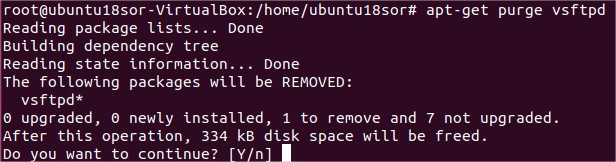 root@ubuntu18sor-VirtualBox:/home/ubuntu18sor# apt-get purge vsftpd
Reading package lists... Done
Building dependency tree
Reading state information... Done
The following packages will be REMOVED:
  vsftpd*
0 upgraded, 0 newly installed, 1 to remove and 7 not upgraded.
After this operation, 334 kB disk space will be freed.
Do you want to continue? [Y/n]